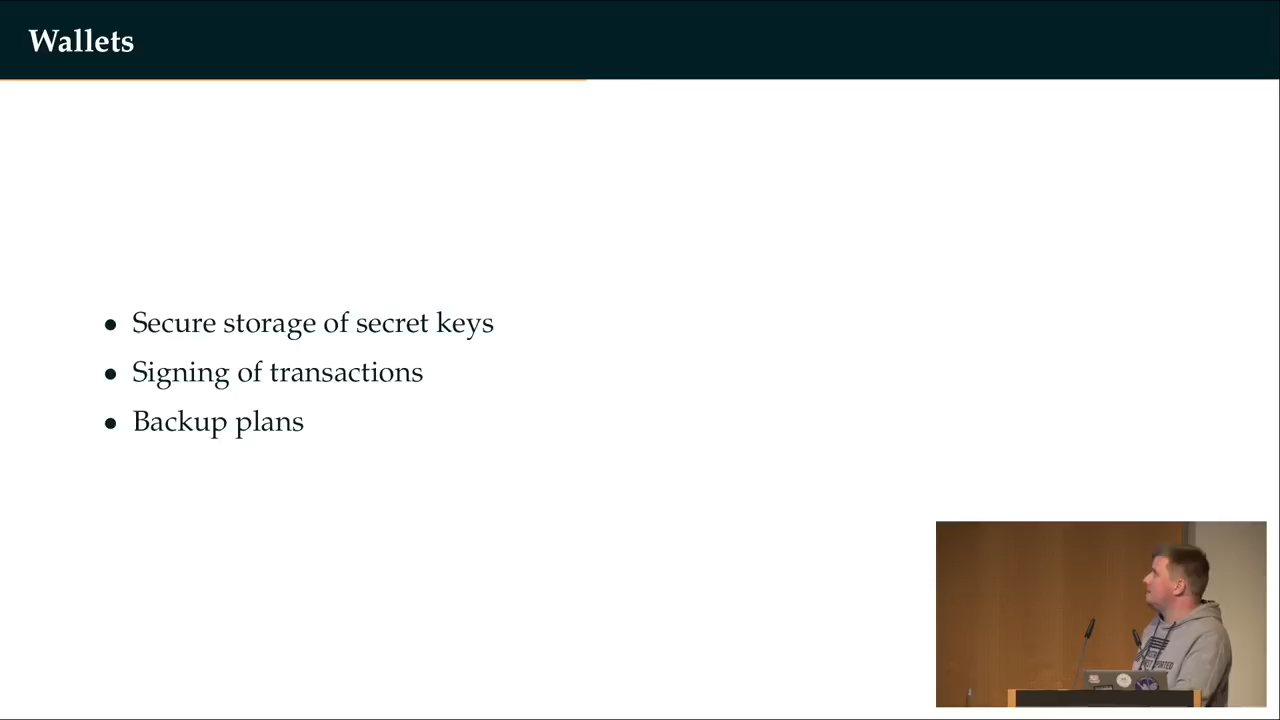 Wallets
• Secure storage of secret keys
• Signing of transactions
• Backup plans